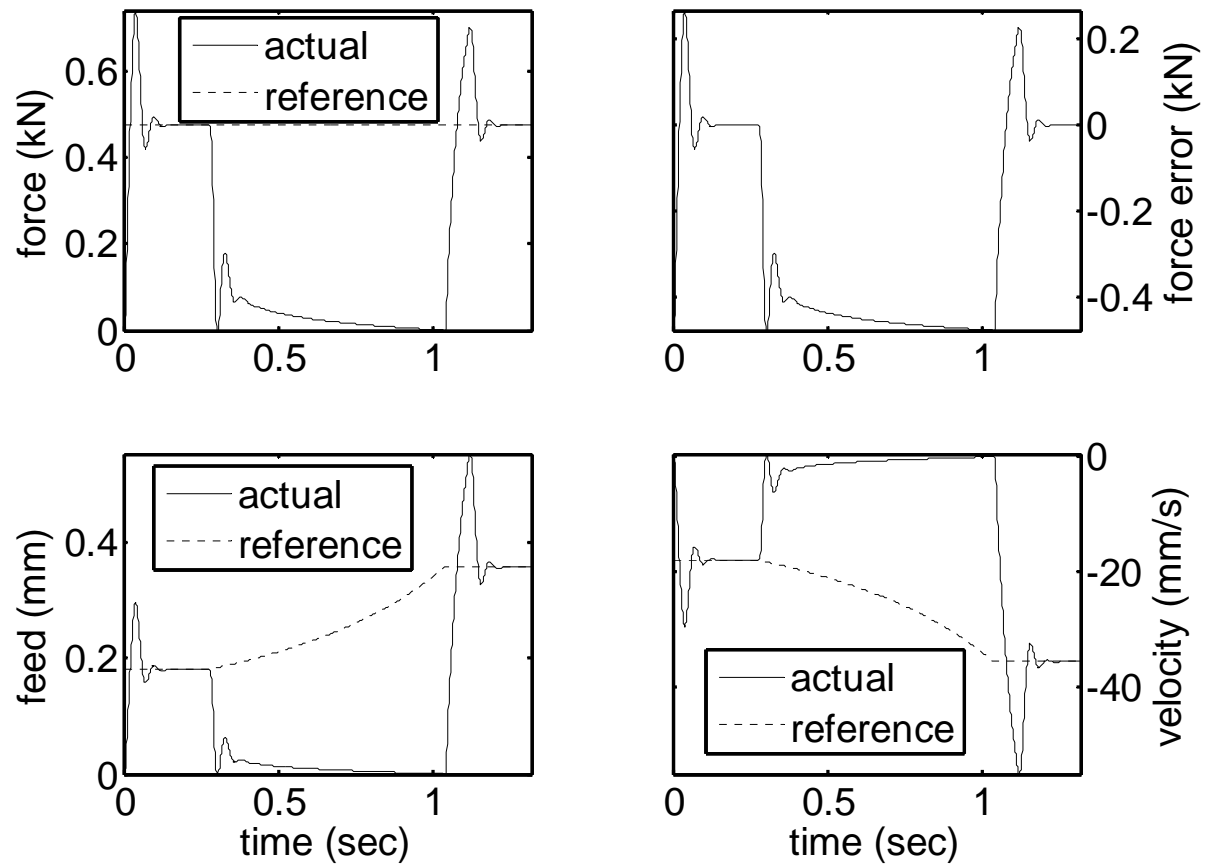 actual
reference
0.6
0.4
0.2
0
force (kN)
0
0.5
1
0.2
0
-0.2
-0.4
force error (kN)
0
0.5
1
actual
reference
0.4
0.2
0
feed (mm)
0
0.5
1
time (sec)
actual
reference
0
-20
-40
velocity (mm/s)
0
0.5
1
time (sec)